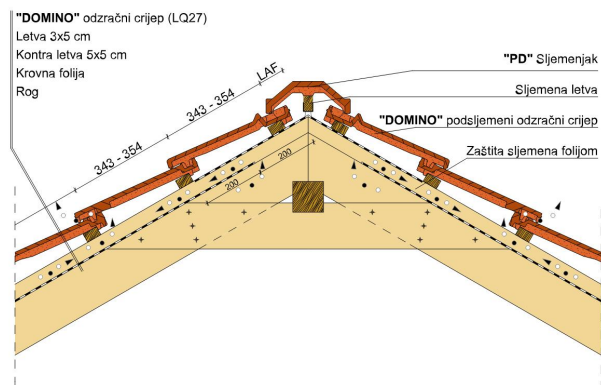 "DOMINO" odzračni crijep (LQ27)
Letva 3x5 cm
Kontra letva 5x5 cm
Krovna folija
Rog
LAF
343 - 354
343 - 354
200
200
"PD" Sljemenjak
Sljemena letva
"DOMINO" podsljemeni odzračni crijep
Zaštita sljemena folijom